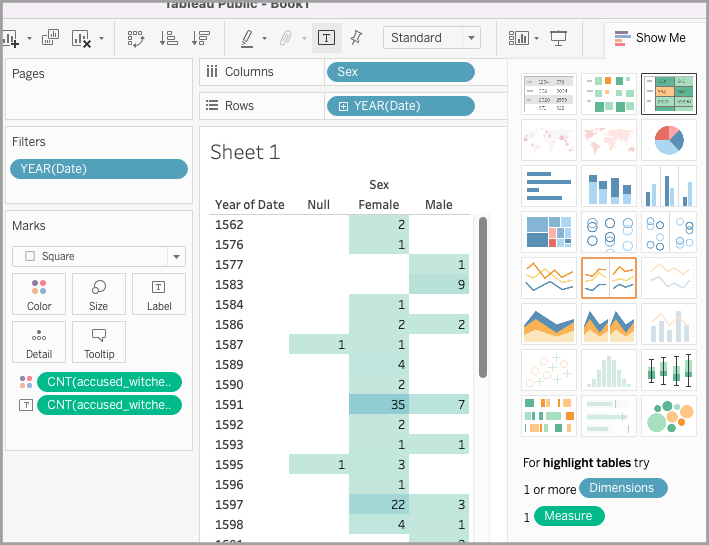 Tableau Public - Book1
Standard
Show Me
Pages
Columns
Sex
Rows
YEAR(Date)
Filters
YEAR(Date)
Marks
Square
Color
Size
Label
Detail
Tooltip
CNT(accused_witche..
CNT(accused_witche..
Sheet 1
Sex
Year of Date Null Female Male
1562 2
1576 1
1577 1
1583 9
1584 1
1586 2 2
1587 1 1
1589 4
1590 2
1591 35 7
1592 2
1593 1 1
1595 1 3
1596 1
1597 22 3
1598 4 1
For highlight tables try
1 or more Dimensions
1 Measure